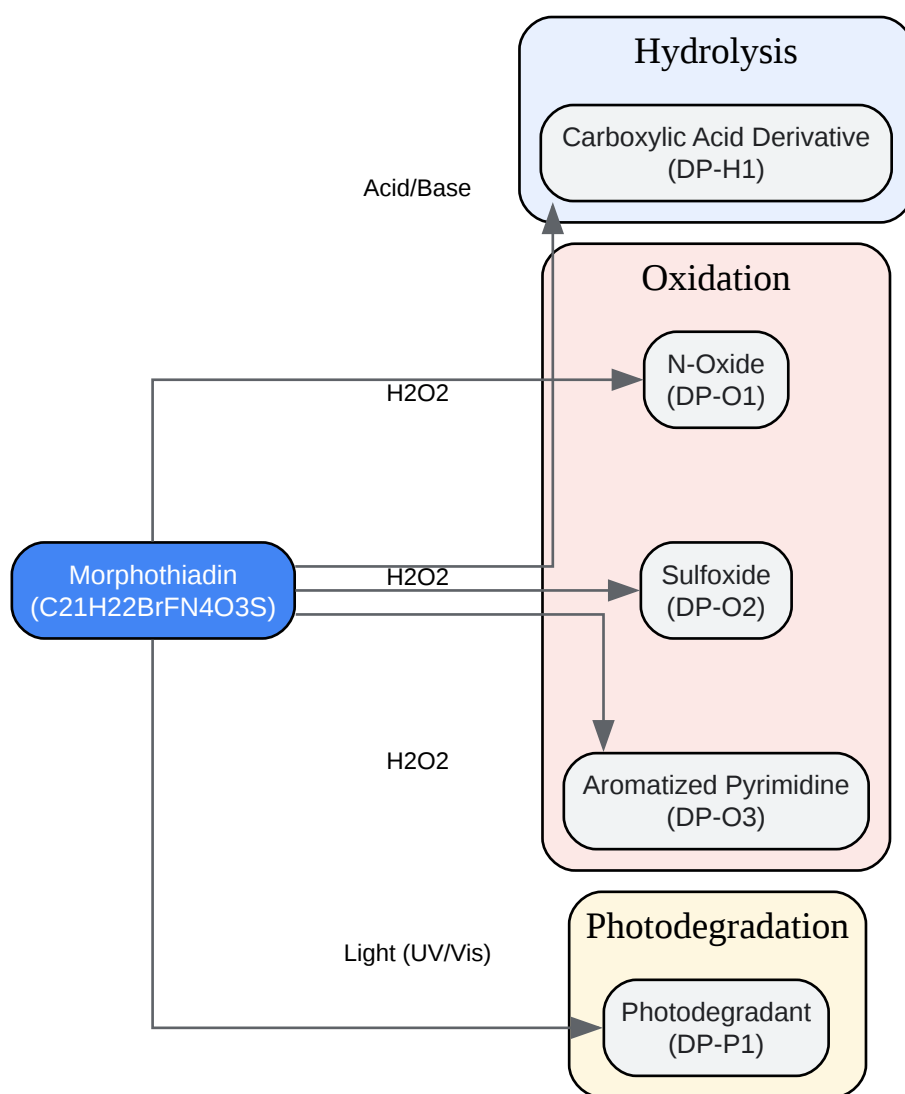 Hydrolysis
Carboxylic Acid Derivative
(DP-H1)
Acid/Base
Oxidation
N-Oxide
(DP-O1)
H2O2
Morphothiadin
(C21H22BrFN4O3S)
H2O2
Sulfoxide
(DP-O2)
H2O2
Aromatized Pyrimidine
(DP-O3)
Photodegradation
Light (UV/Vis)
Photodegradant
(DP-P1)